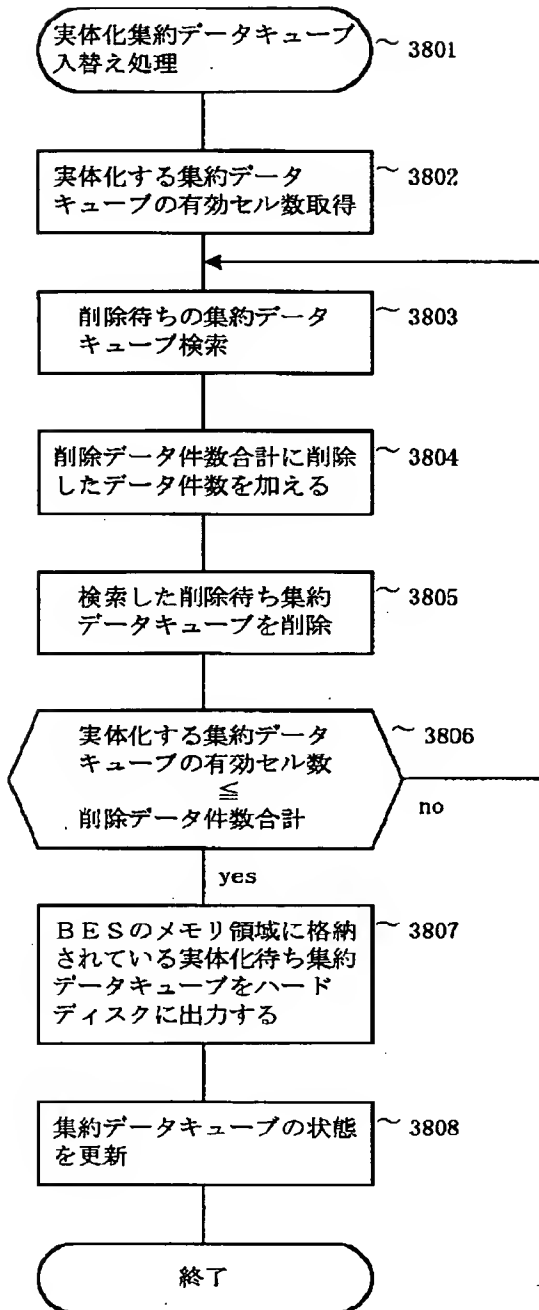 実体化集約データキューブ
入替え処理
~ 3801
実体化する集約データ
キューブの有効セル数取得
~ 3802
削除待ちの集約データ
キューブ検索
~ 3803
削除データ件数合計に削除
したデータ件数を加える
~ 3804
検索した削除待ち集約
データキューブを削除
~ 3805
実体化する集約データ
キューブの有効セル数
≦
削除データ件数合計
~ 3806
no
yes
BESのメモリ領域に格納
されている実体化待ち集約
データキューブをハード
ディスクに出力する
~ 3807
集約データキューブの状態
を更新
~ 3808
終了